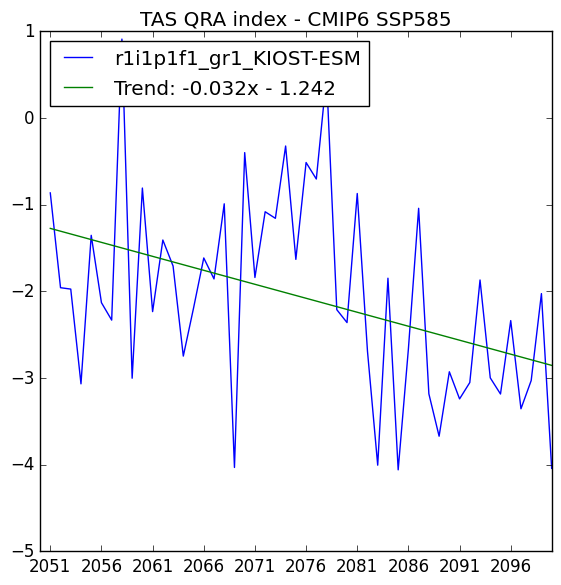 TAS QRA index - CMIP6 SSP585
r1i1p1f1_gr1_KIOST-ESM
Trend: -0.032x - 1.242
1
0
−1
−2
−3
−4
−5
2051 2056 2061 2066 2071 2076 2081 2086 2091 2096